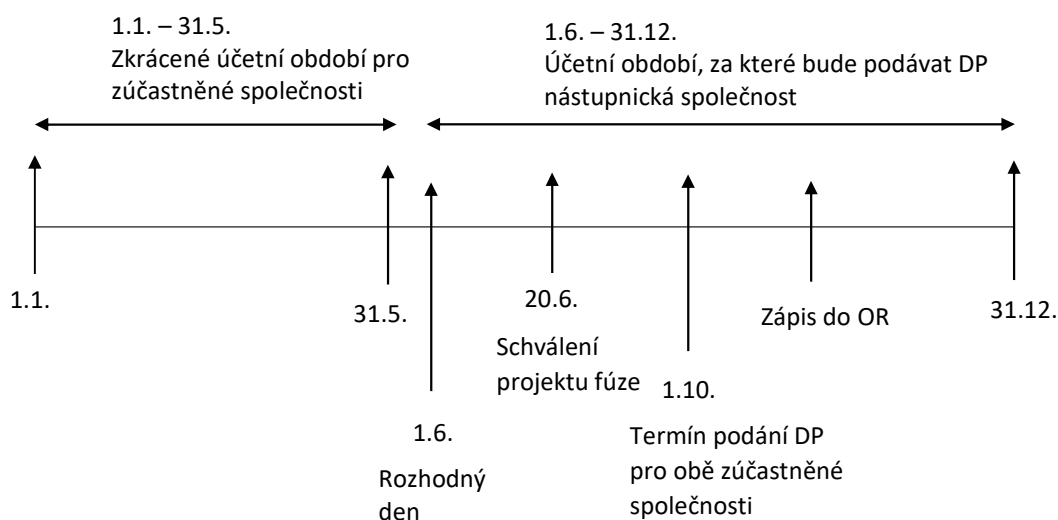 1.1. – 31.5.
Zkrácené účetní období pro
zúčastněné společnosti
1.6. – 31.12.
Účetní období, za které bude podávat DP
nástupnická společnost
1.1.
31.5.
1.6.
Rozhodný
den
20.6.
Schválení
projektu fúze
1.10.
Termín podání DP
pro obě zúčastněné
společnosti
Zápis do OR
31.12.